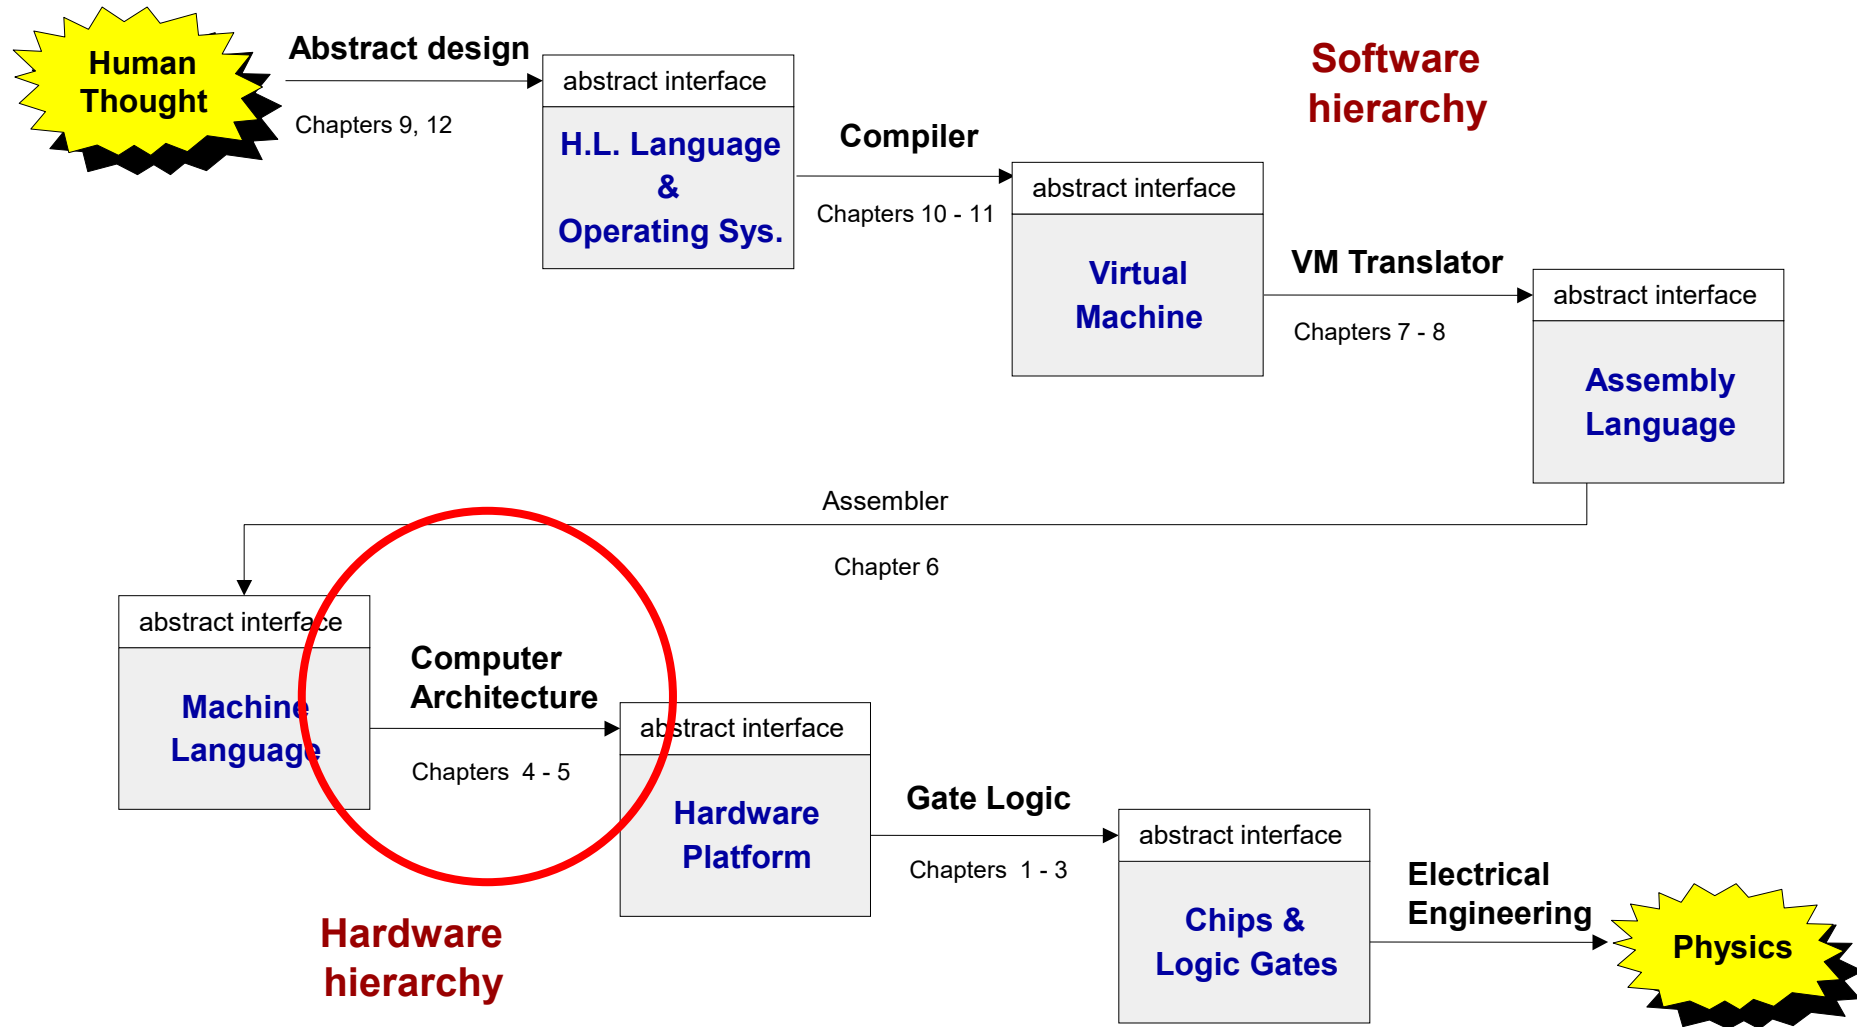 Human
Thought
Abstract design
Chapters 9, 12
abstract interface
H.L. Language
&
Operating Sys.
Software
hierarchy
Compiler
Chapters 10 - 11
abstract interface
Virtual
Machine
VM Translator
Chapters 7 - 8
abstract interface
Assembly
Language
Assembler
Chapter 6
abstract interface
Machine
Language
Computer
Architecture
Chapters 4 - 5
abstract interface
Hardware
Platform
Gate Logic
Chapters 1 - 3
abstract interface
Chips &
Logic Gates
Electrical
Engineering
Physics
Hardware
hierarchy